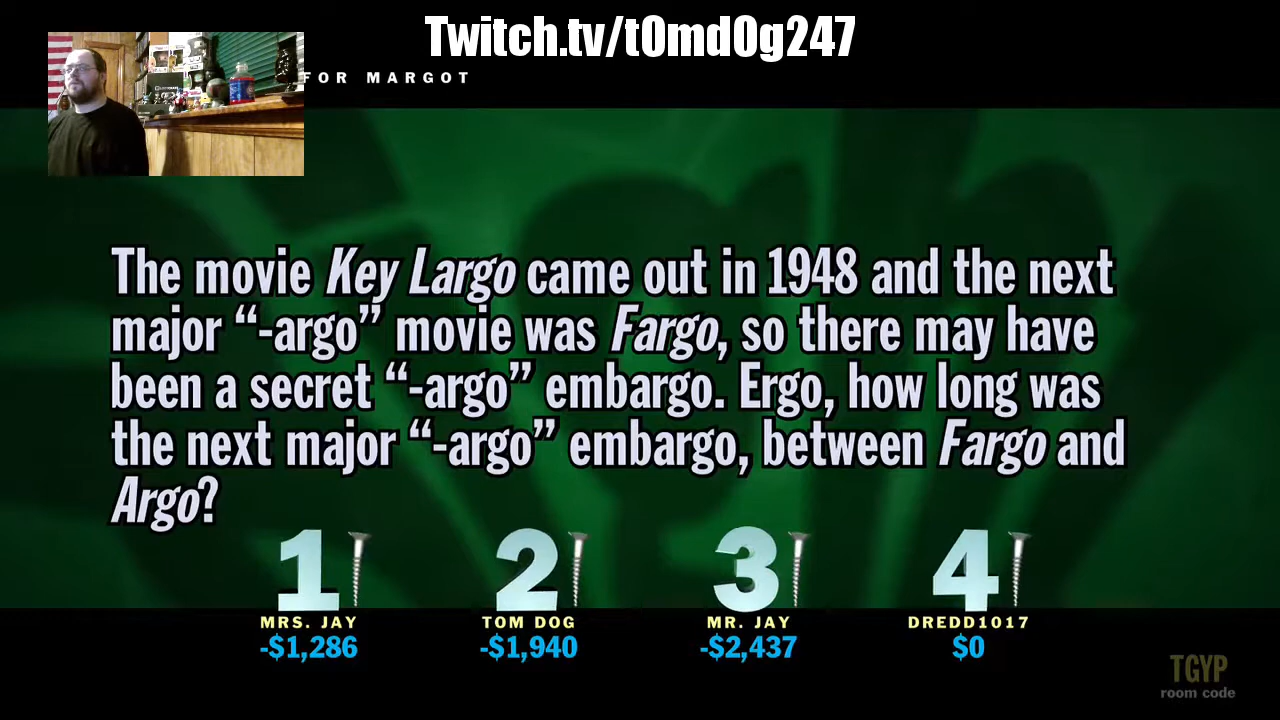 Twitch.tv/t0md0g247
FOR MARGOT
The movie Key Largo came out in 1948 and the next
major “-argo” movie was Fargo, so there may have
been a secret “-argo” embargo. Ergo, how long was
the next major “-argo” embargo, between Fargo and
Argo?
1 2 3 4
MRS. JAY TOM DOG MR. JAY DREDD1017
-$1,286 -$1,940 -$2,437 $0
TGYP
room code